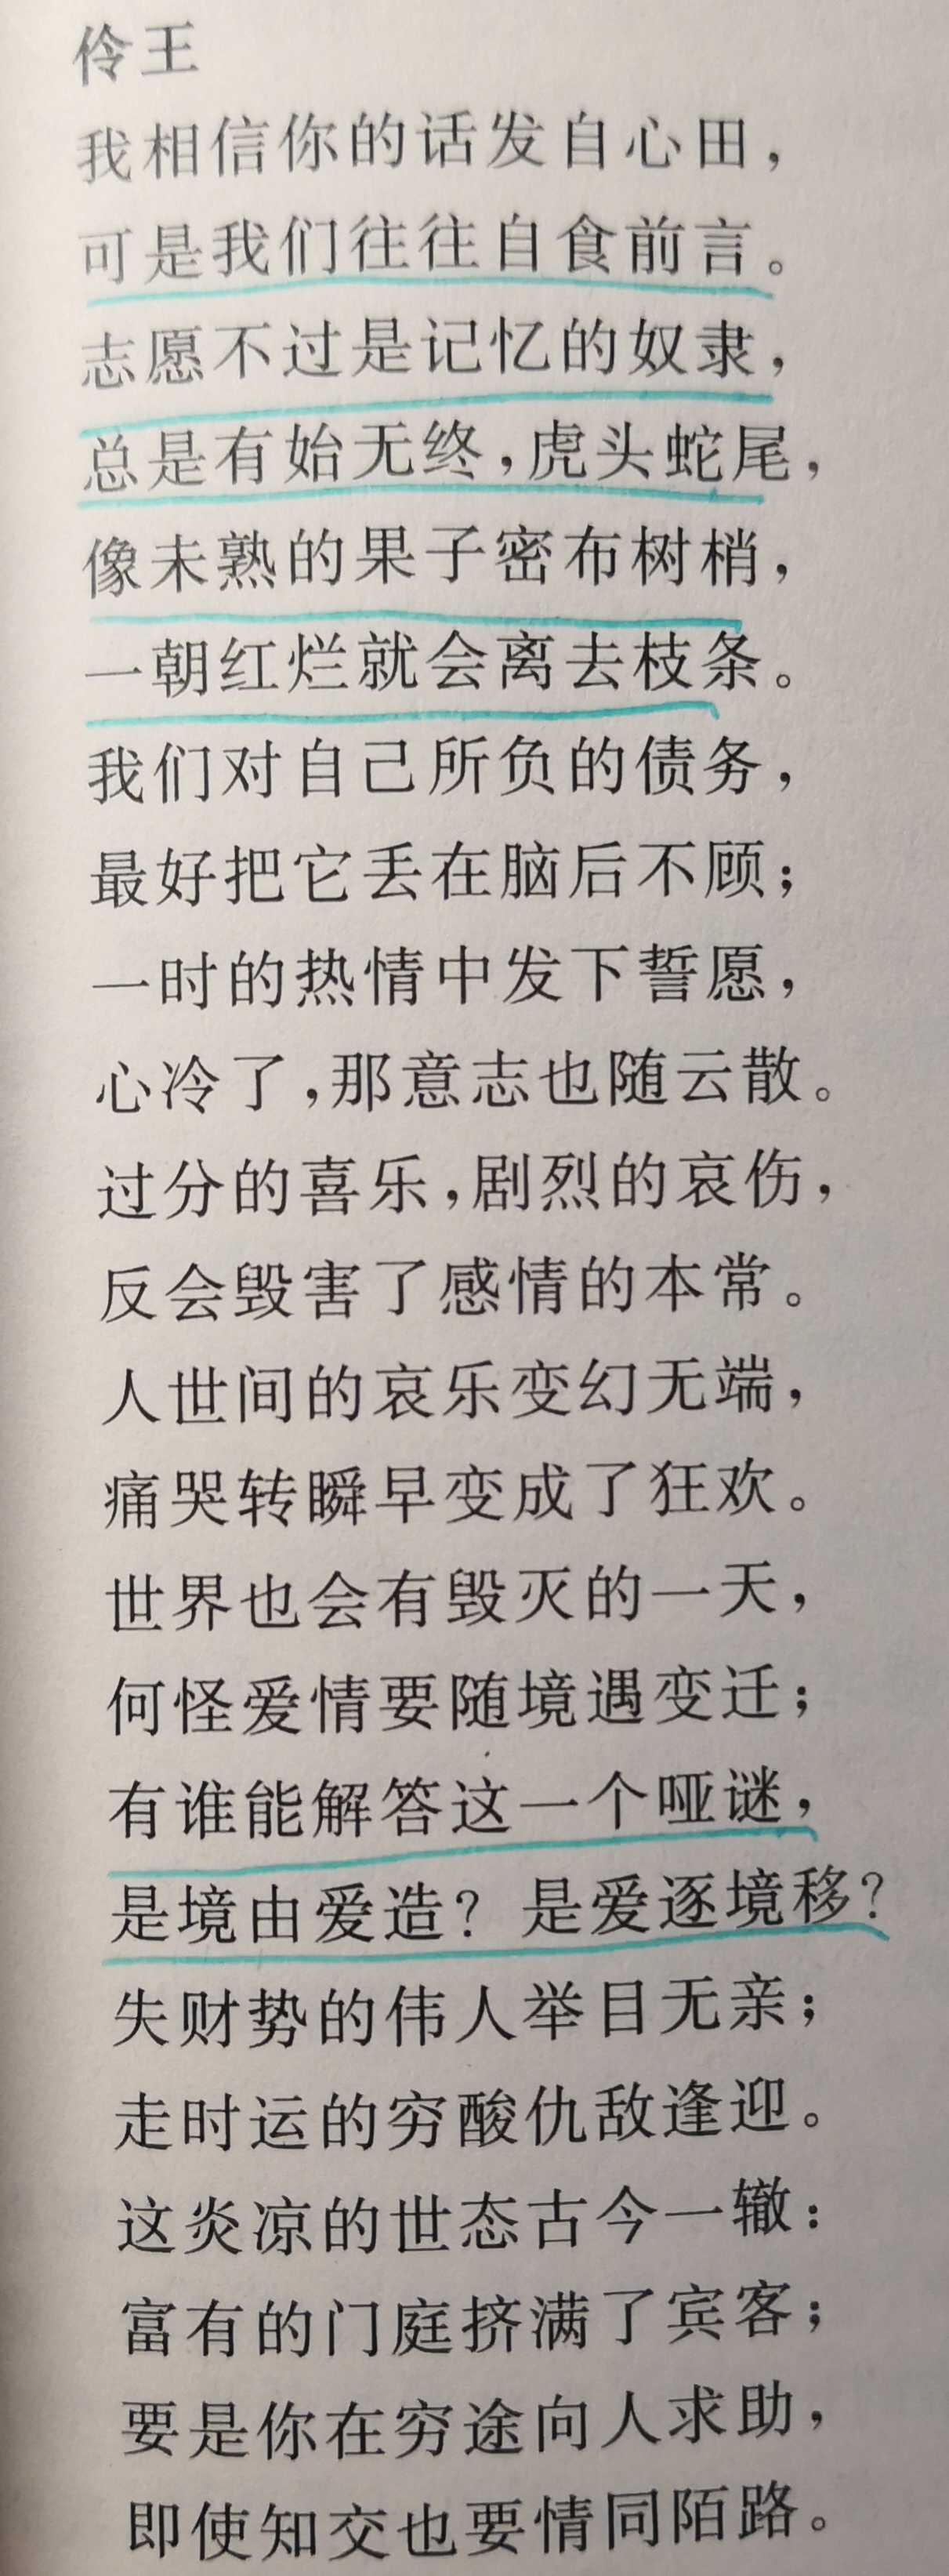 伶王
我相信你的话发自心田，
可是我们往往自食前言。
志愿不过是记忆的奴隶，
总是有始无终，虎头蛇尾，
像未熟的果子密布树梢，
一朝红烂就会离去枝条。
我们对自己所负的债务，
最好把它丢在脑后不顾；
一时的热情中发下誓愿，
心冷了，那意志也随云散。
过分的喜乐，剧烈的哀伤，
反会毁害了感情的本常。
人世间的哀乐变幻无端，
痛哭转瞬早变成了狂欢。
世界也会有毁灭的一天，
何怪爱情要随境遇变迁；
有谁能解答这一个哑谜，
是境由爱造？是爱逐境移？
失财势的伟人举目无亲；
走时运的穷酸仇敌逢迎。
这炎凉的世态古今一辙：
富有的门庭挤满了宾客；
要是你在穷途向人求助，
即使知交也要情同陌路。